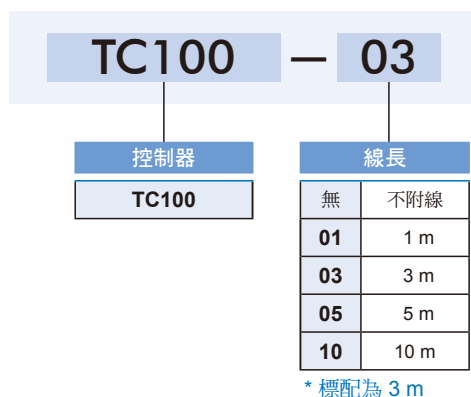 TC100 — 03
控制器
TC100
線長
無 不附線
01 1 m
03 3 m
05 5 m
10 10 m
* 標配為 3 m